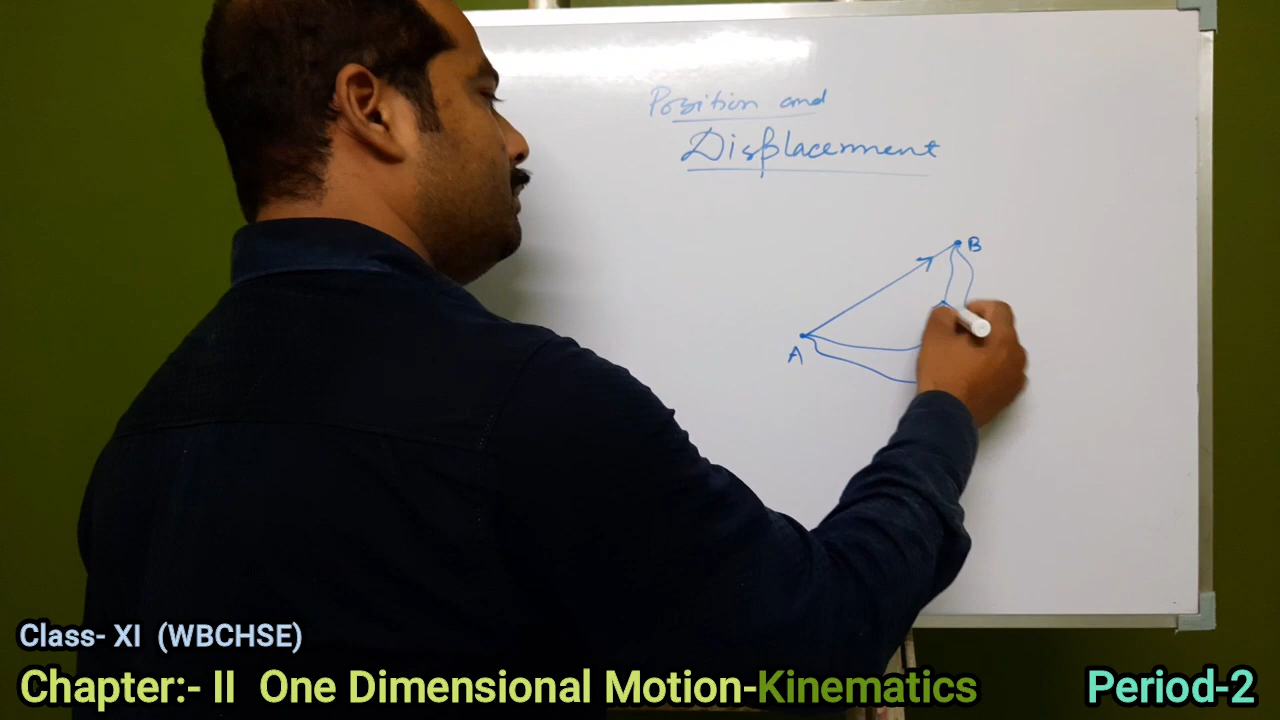 Position and
Displacement
B
A
Class- XI (WBCHSE)
Chapter:- II One Dimensional Motion-Kinematics
Period-2